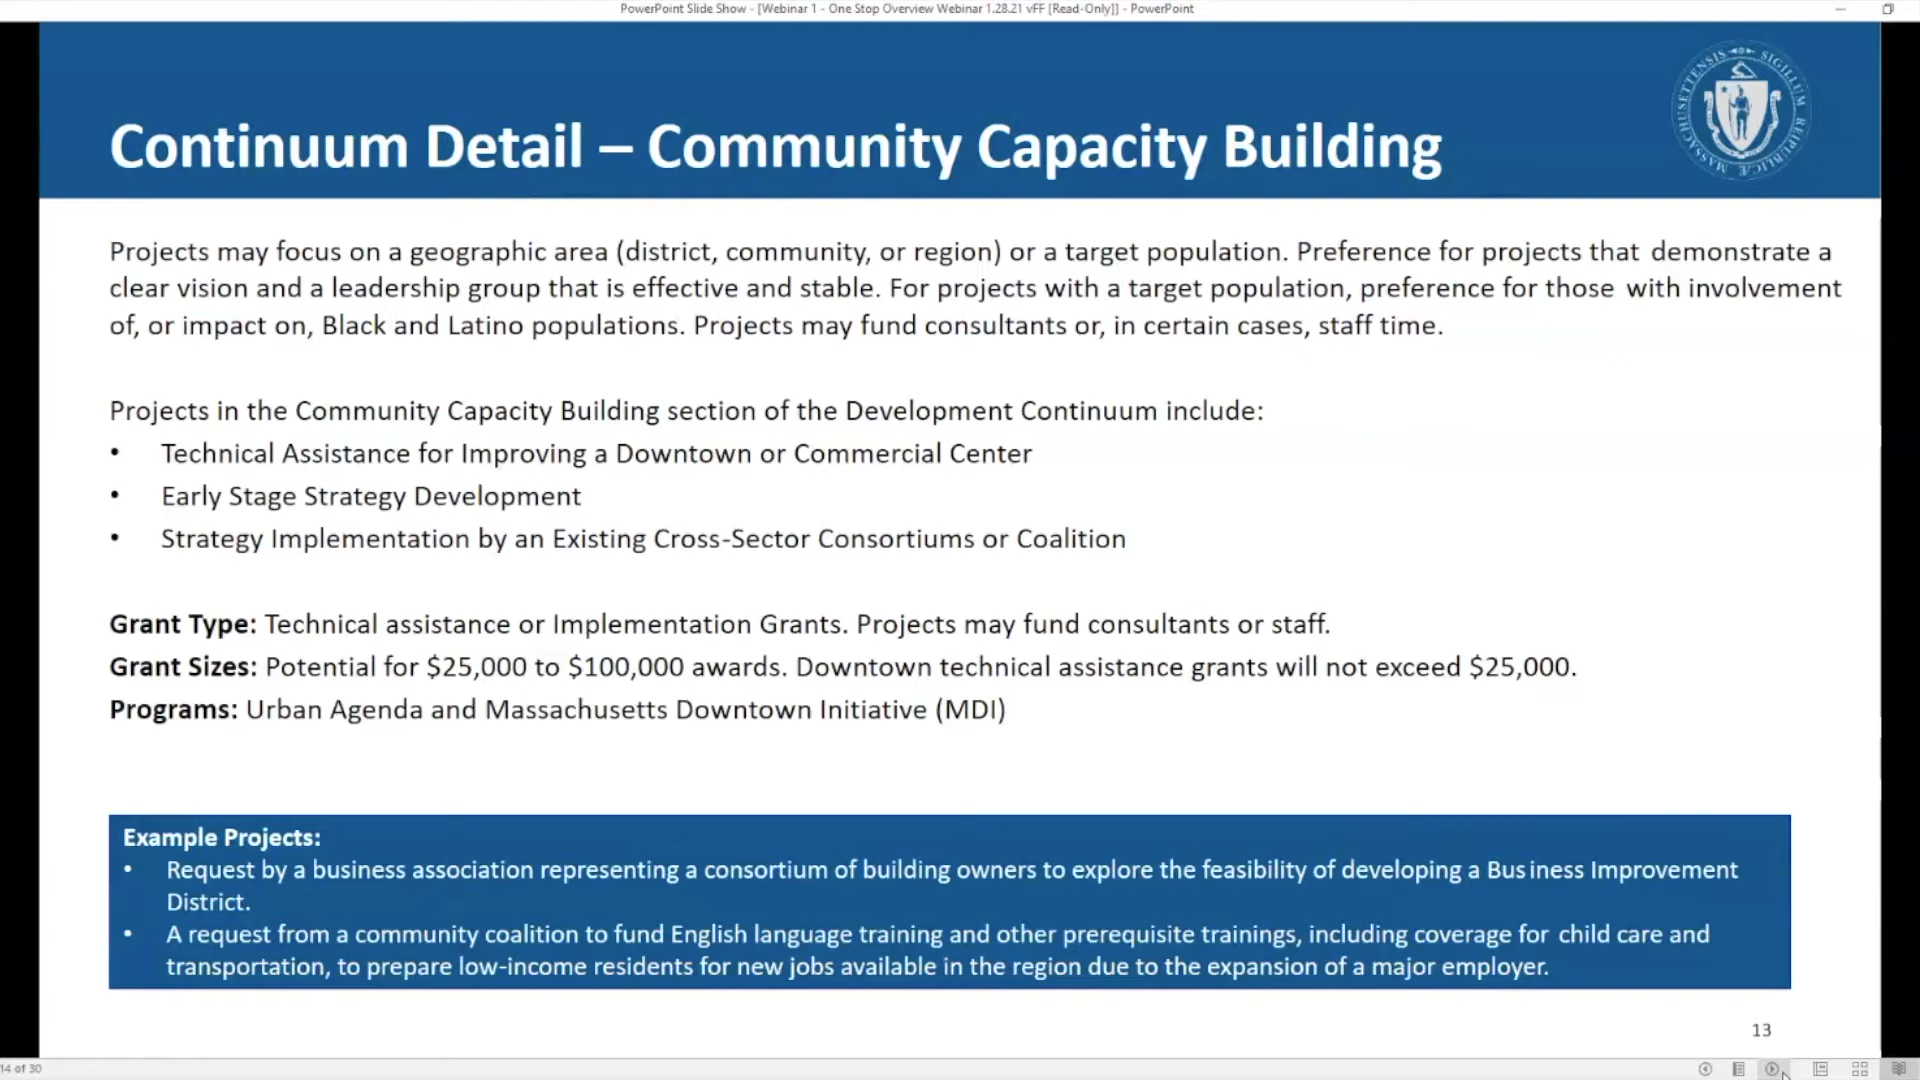 PowerPoint Slide Show - [Webinar 1 - One Stop Overview Webinar 1.28.21 vFF [Read-Only]] - PowerPoint
Continuum Detail – Community Capacity Building
SIGILLUM REIPUBLICÆ MASSACHUSETTENSIS
Projects may focus on a geographic area (district, community, or region) or a target population. Preference for projects that demonstrate a
clear vision and a leadership group that is effective and stable. For projects with a target population, preference for those with involvement
of, or impact on, Black and Latino populations. Projects may fund consultants or, in certain cases, staff time.
Projects in the Community Capacity Building section of the Development Continuum include:
• Technical Assistance for Improving a Downtown or Commercial Center
• Early Stage Strategy Development
• Strategy Implementation by an Existing Cross-Sector Consortiums or Coalition
Grant Type: Technical assistance or Implementation Grants. Projects may fund consultants or staff.
Grant Sizes: Potential for $25,000 to $100,000 awards. Downtown technical assistance grants will not exceed $25,000.
Programs: Urban Agenda and Massachusetts Downtown Initiative (MDI)
Example Projects:
• Request by a business association representing a consortium of building owners to explore the feasibility of developing a Business Improvement
District.
• A request from a community coalition to fund English language training and other prerequisite trainings, including coverage for child care and
transportation, to prepare low-income residents for new jobs available in the region due to the expansion of a major employer.
13
14 of 30